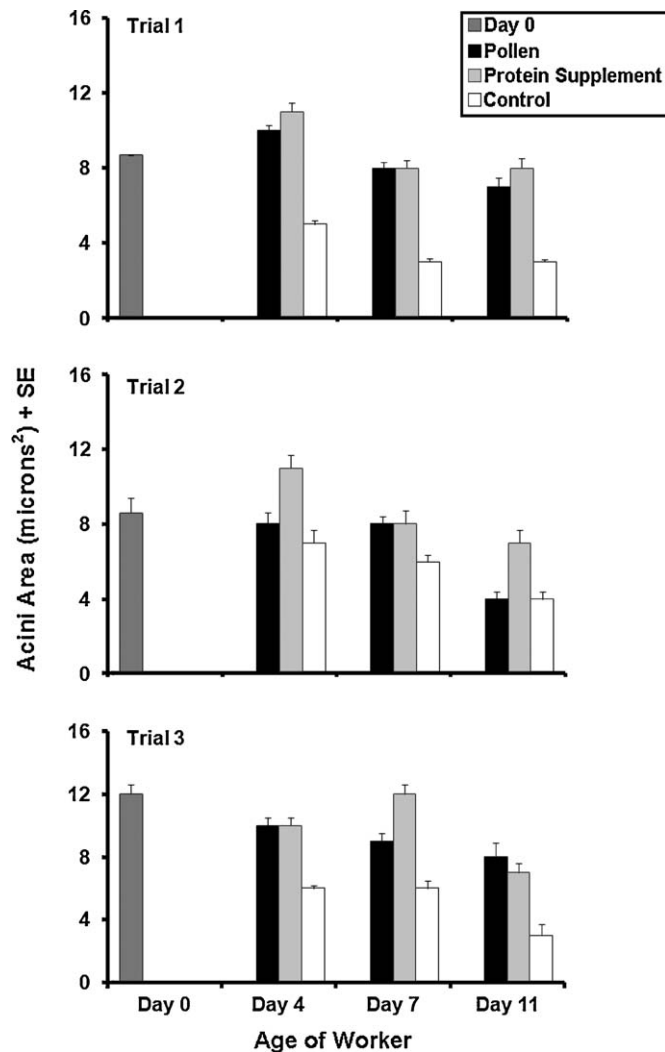 Trial 1
Day 0
Pollen
Protein Supplement
Control
16
12
8
4
0
Trial 2
16
12
8
4
0
Trial 3
16
12
8
4
0
Acini Area (microns²) + SE
Day 0 Day 4 Day 7 Day 11
Age of Worker